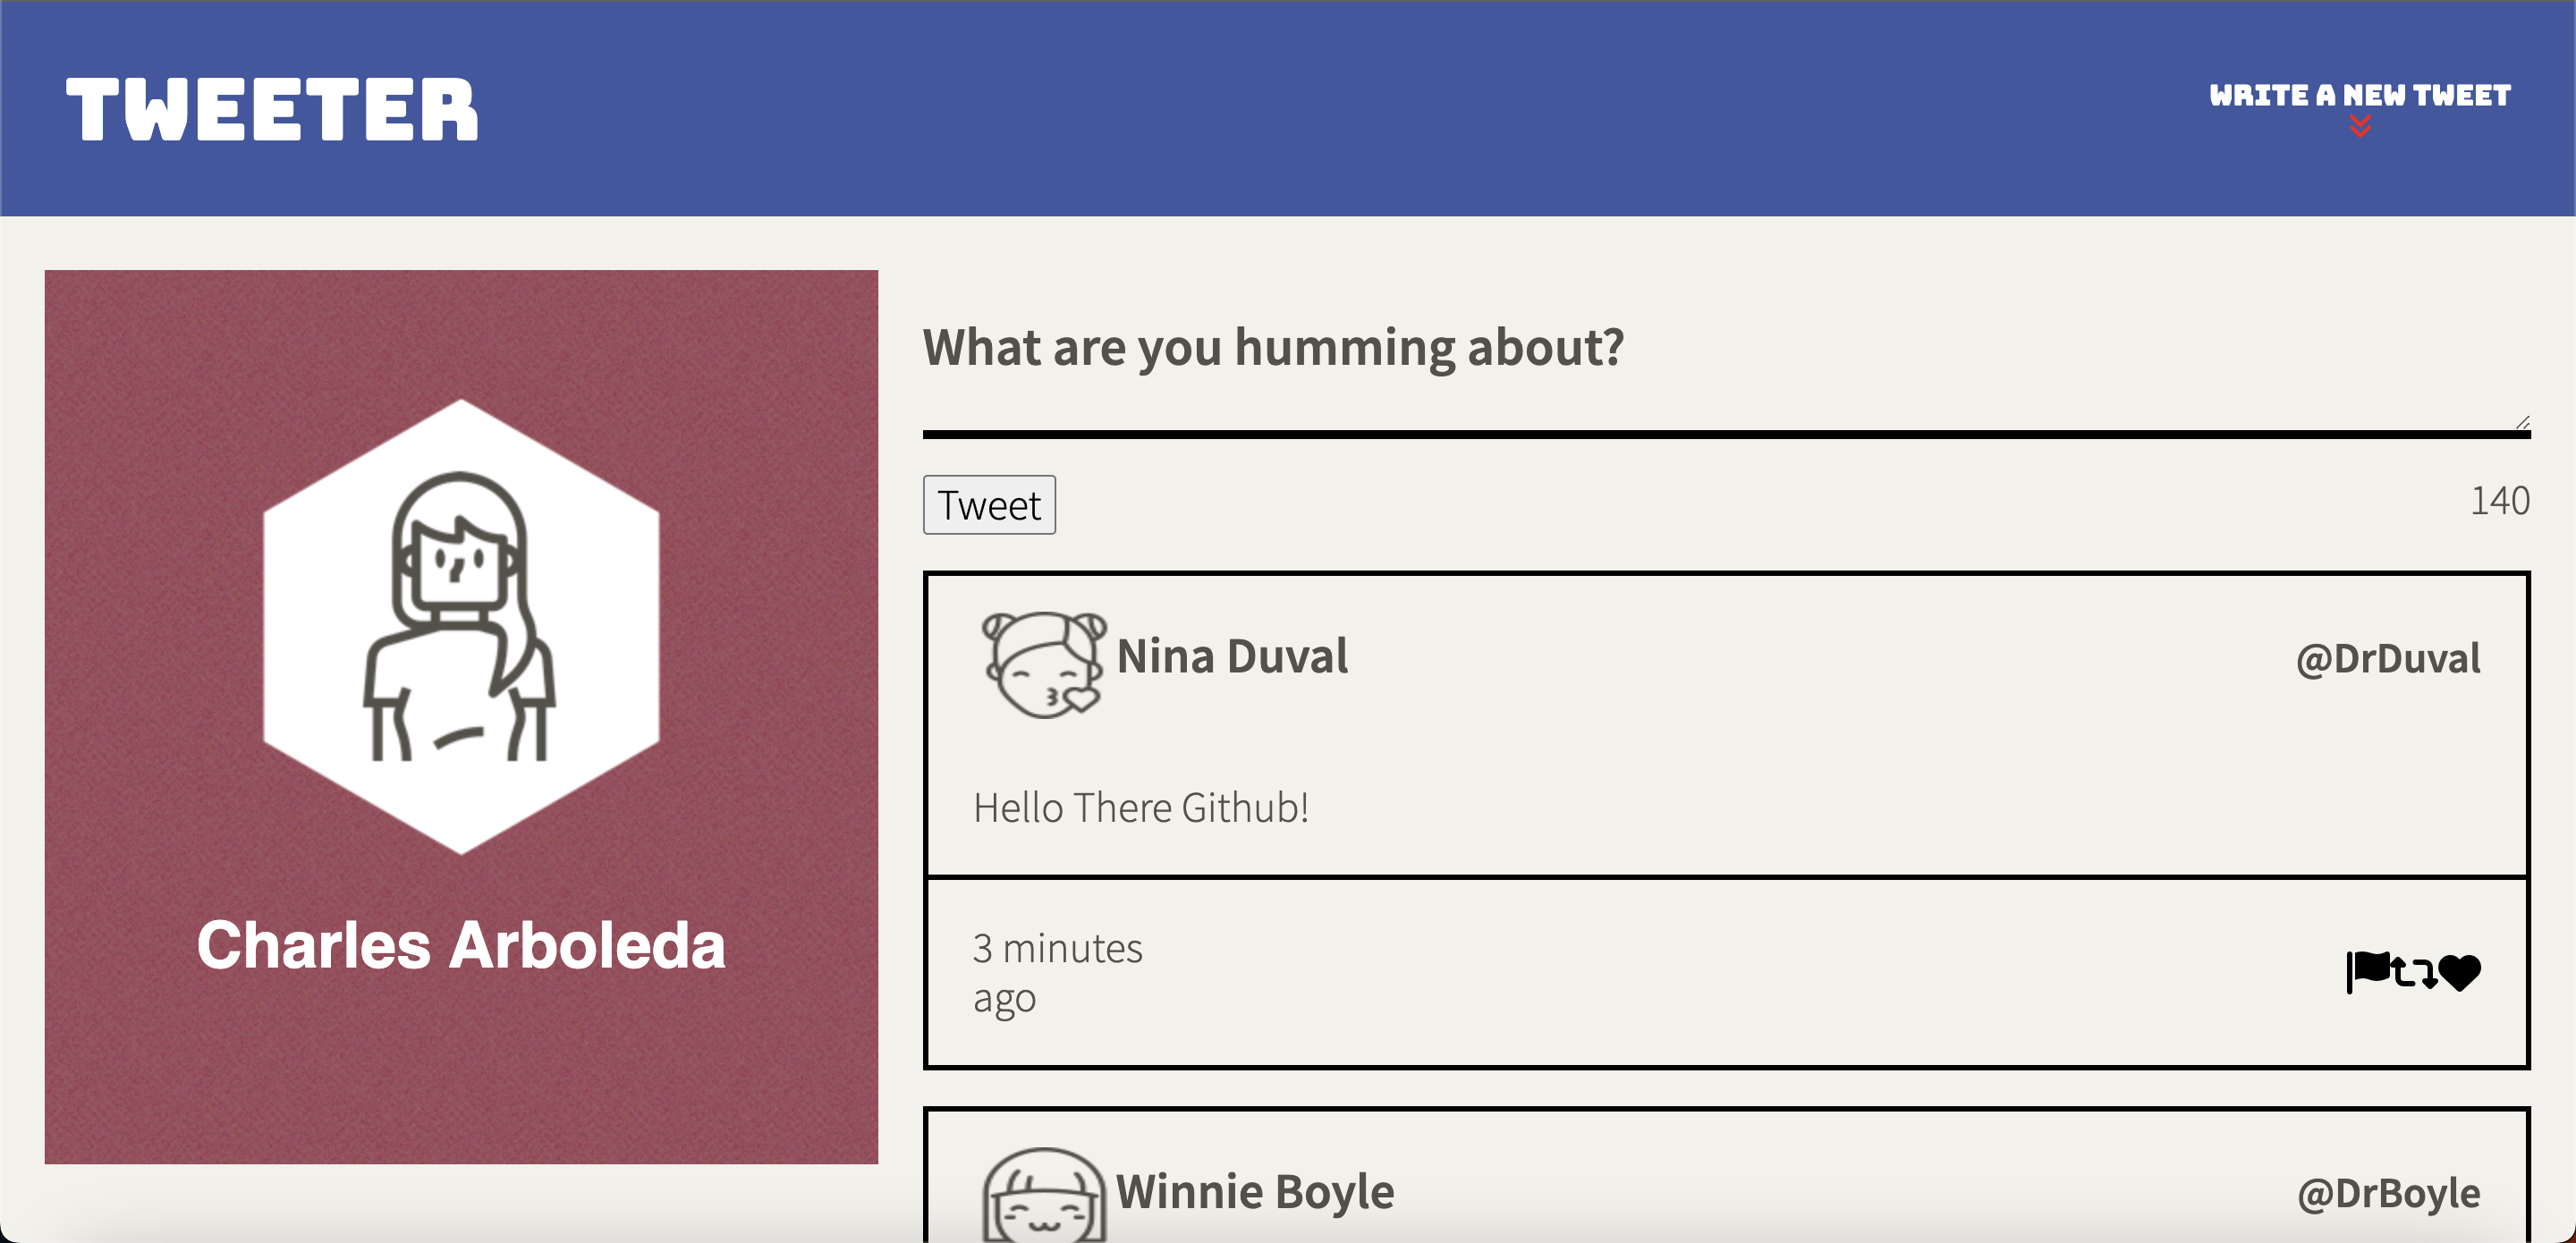 TWEETER
WRITE A NEW TWEET
Charles Arboleda
What are you humming about?
Tweet
140
Nina Duval
@DrDuval
Hello There Github!
3 minutes
ago
Winnie Boyle
@DrBoyle